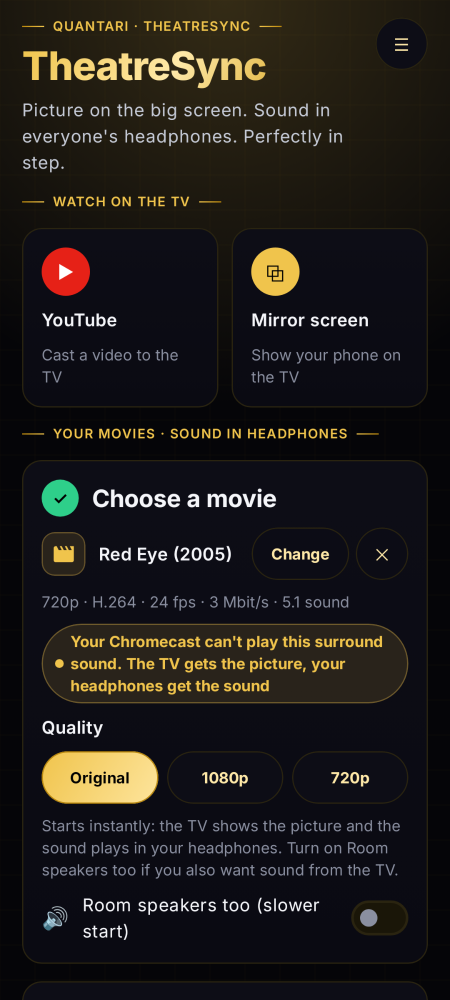 QUANTARI · THEATRESYNC
TheatreSync
Picture on the big screen. Sound in
everyone's headphones. Perfectly in
step.
WATCH ON THE TV
YouTube
Cast a video to the
TV
Mirror screen
Show your phone on
the TV
YOUR MOVIES · SOUND IN HEADPHONES
Choose a movie
Red Eye (2005)
Change
720p · H.264 · 24 fps · 3 Mbit/s · 5.1 sound
Your Chromecast can't play this surround
sound. The TV gets the picture, your
headphones get the sound
Quality
Original
1080p
720p
Starts instantly: the TV shows the picture and the
sound plays in your headphones. Turn on Room
speakers too if you also want sound from the TV.
Room speakers too (slower
start)